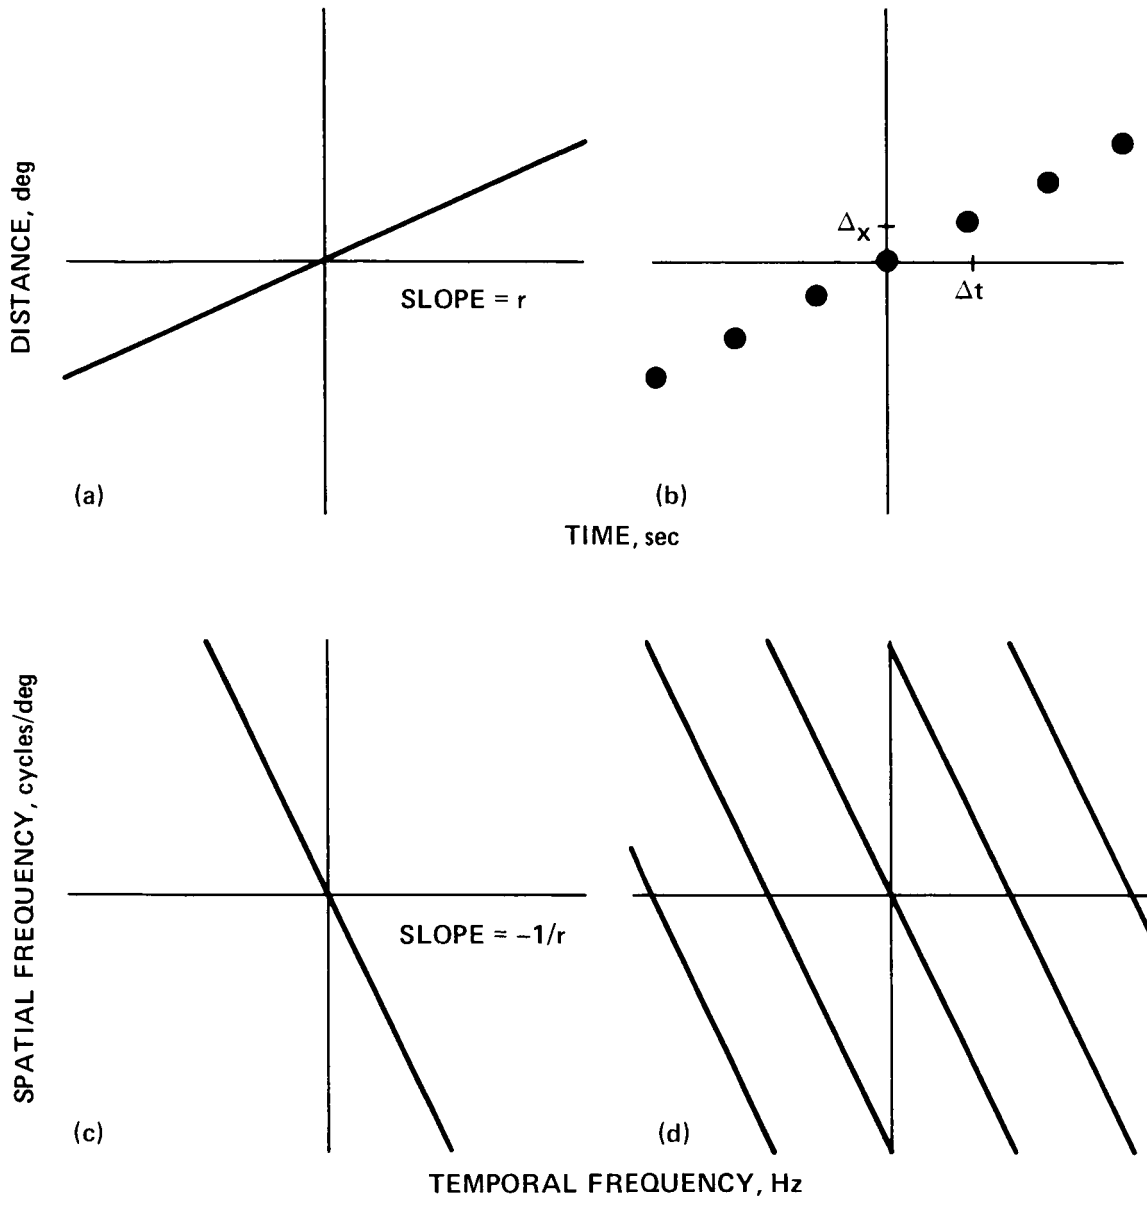 DISTANCE, deg
SLOPE = r
(a)
Δx
Δt
(b)
TIME, sec
SPATIAL FREQUENCY, cycles/deg
SLOPE = -1/r
(c)
(d)
TEMPORAL FREQUENCY, Hz